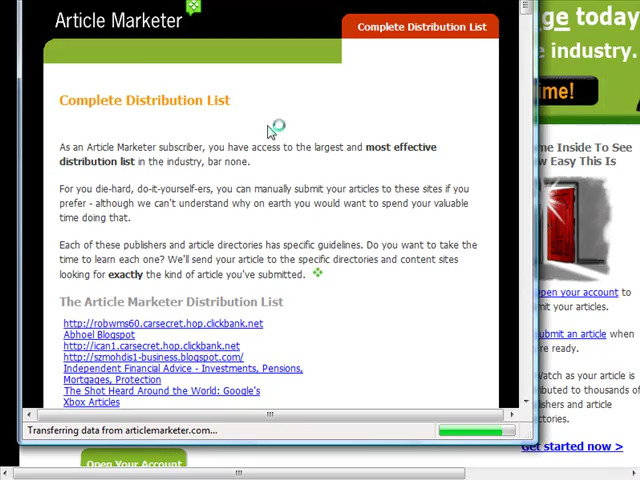 Article Marketer
Complete Distribution List
ge today
e industry.
me!
Complete Distribution List
As an Article Marketer subscriber, you have access to the largest and most effective
distribution list in the industry, bar none.
For you die-hard, do-it-yourself-ers, you can manually submit your articles to these sites if you
prefer - although we can't understand why on earth you would want to spend your valuable
time doing that.
Each of these publishers and article directories has specific guidelines. Do you want to take the
time to learn each one? We'll send your article to the specific directories and content sites
looking for exactly the kind of article you've submitted.
The Article Marketer Distribution List
http://robwms60.carsecret.hop.clickbank.net
Abhoel Blogspot
http://ican1.carsecret.hop.clickbank.net
http://szmohdis1-business.blogspot.com/
Independent Financial Advice - Investments, Pensions,
Mortgages, Protection
The Shot Heard Around the World: Google's
Xbox Articles
Transferring data from articlemarketer.com...
me Inside To See
w Easy This Is
open your account to
mit your articles.
ubmit an article when
re ready.
Watch as your article is
ibuted to thousands of
lishers and article
ctories.
Get started now >
Open Your Account